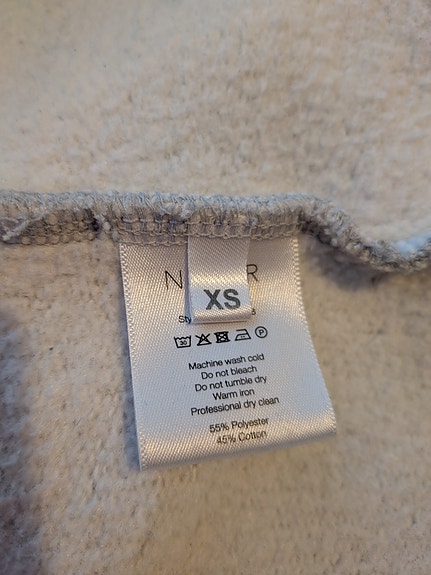 XS
30 P
Machine wash cold
Do not bleach
Do not tumble dry
Warm iron
Professional dry clean
55% Polyester
45% Cotton